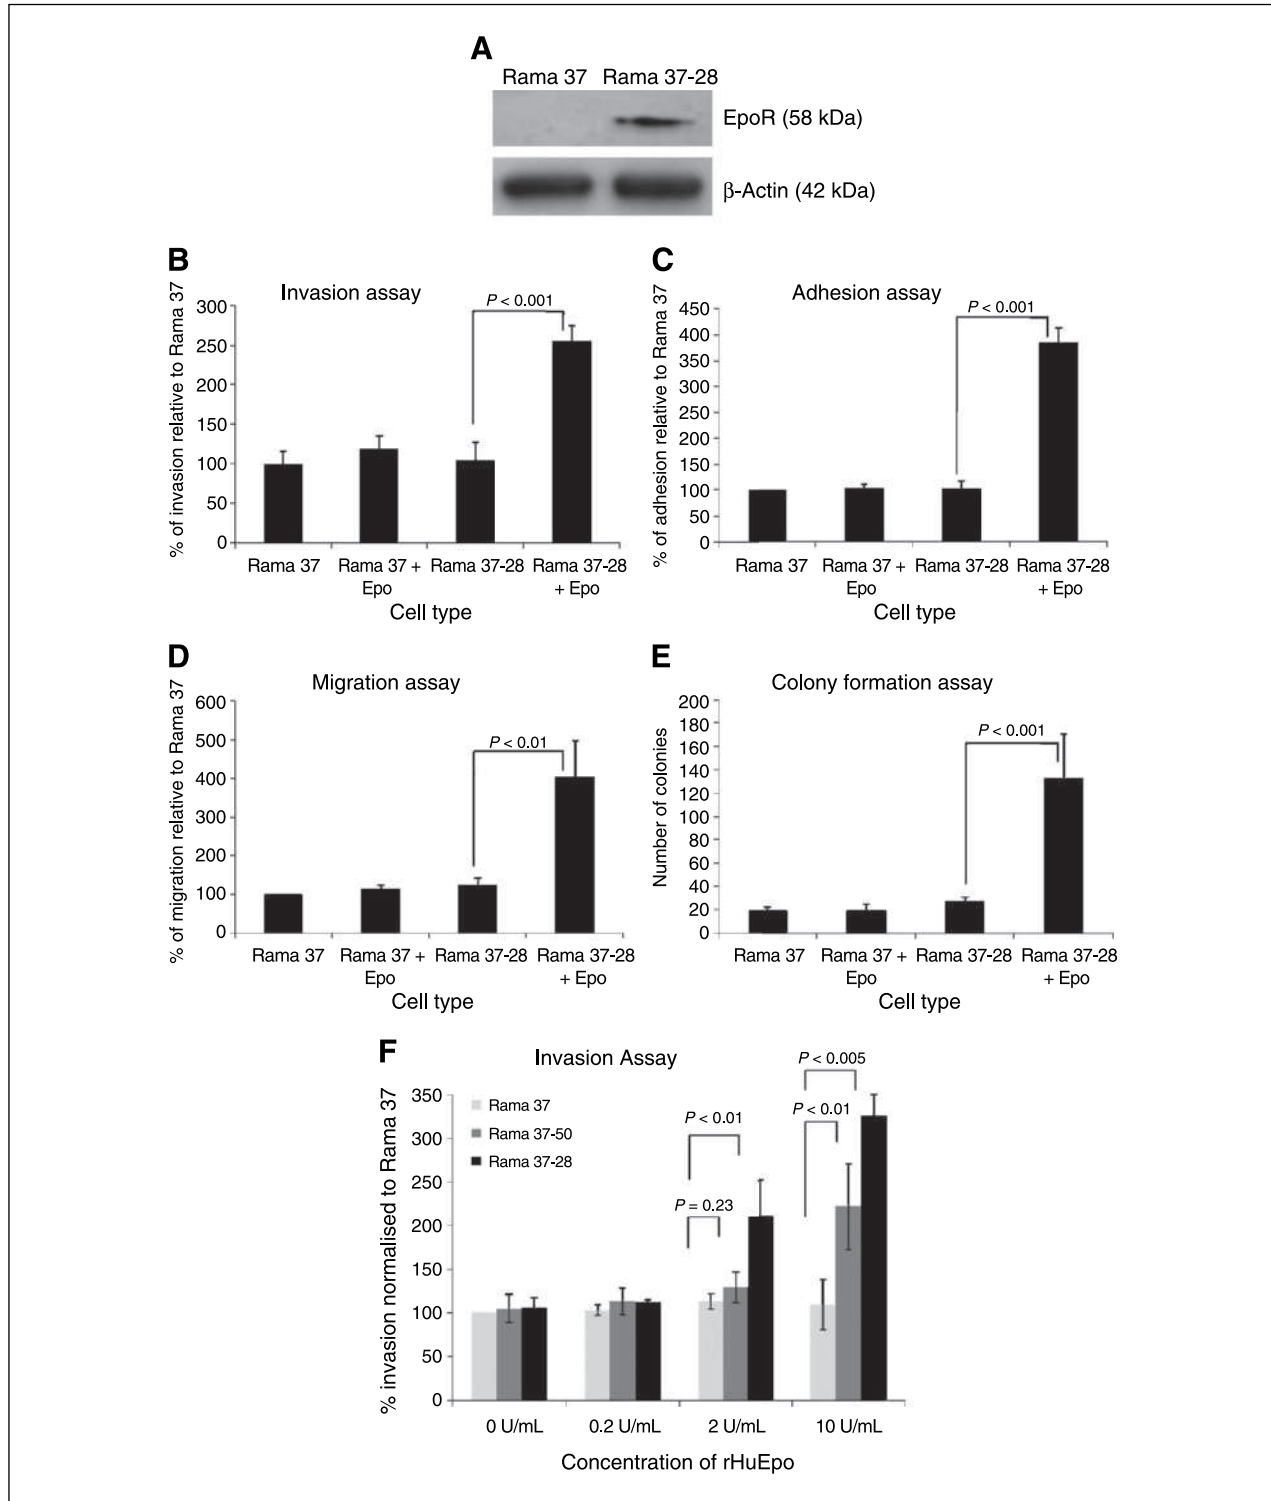 A
Rama 37 Rama 37-28
EpoR (58 kDa)
β-Actin (42 kDa)
B
Invasion assay
% of invasion relative to Rama 37
300
250
200
150
100
50
0
P < 0.001
Rama 37 Rama 37 + Rama 37-28 Rama 37-28
Epo + Epo
Cell type
C
Adhesion assay
% of adhesion relative to Rama 37
450
400
350
300
250
200
150
100
50
0
P < 0.001
Rama 37 Rama 37 + Rama 37-28 Rama 37-28
Epo + Epo
Cell type
D
Migration assay
% of migration relative to Rama 37
600
500
400
300
200
100
0
P < 0.01
Rama 37 Rama 37 + Rama 37-28 Rama 37-28
Epo + Epo
Cell type
E
Colony formation assay
Number of colonies
200
180
160
140
120
100
80
60
40
20
0
P < 0.001
Rama 37 Rama 37 + Rama 37-28 Rama 37-28
Epo + Epo
Cell type
F
Invasion Assay
% invasion normalised to Rama 37
350
300
250
200
150
100
50
0
Rama 37
Rama 37-50
Rama 37-28
P < 0.01
P = 0.23
P < 0.005
P < 0.01
0 U/mL 0.2 U/mL 2 U/mL 10 U/mL
Concentration of rHuEpo